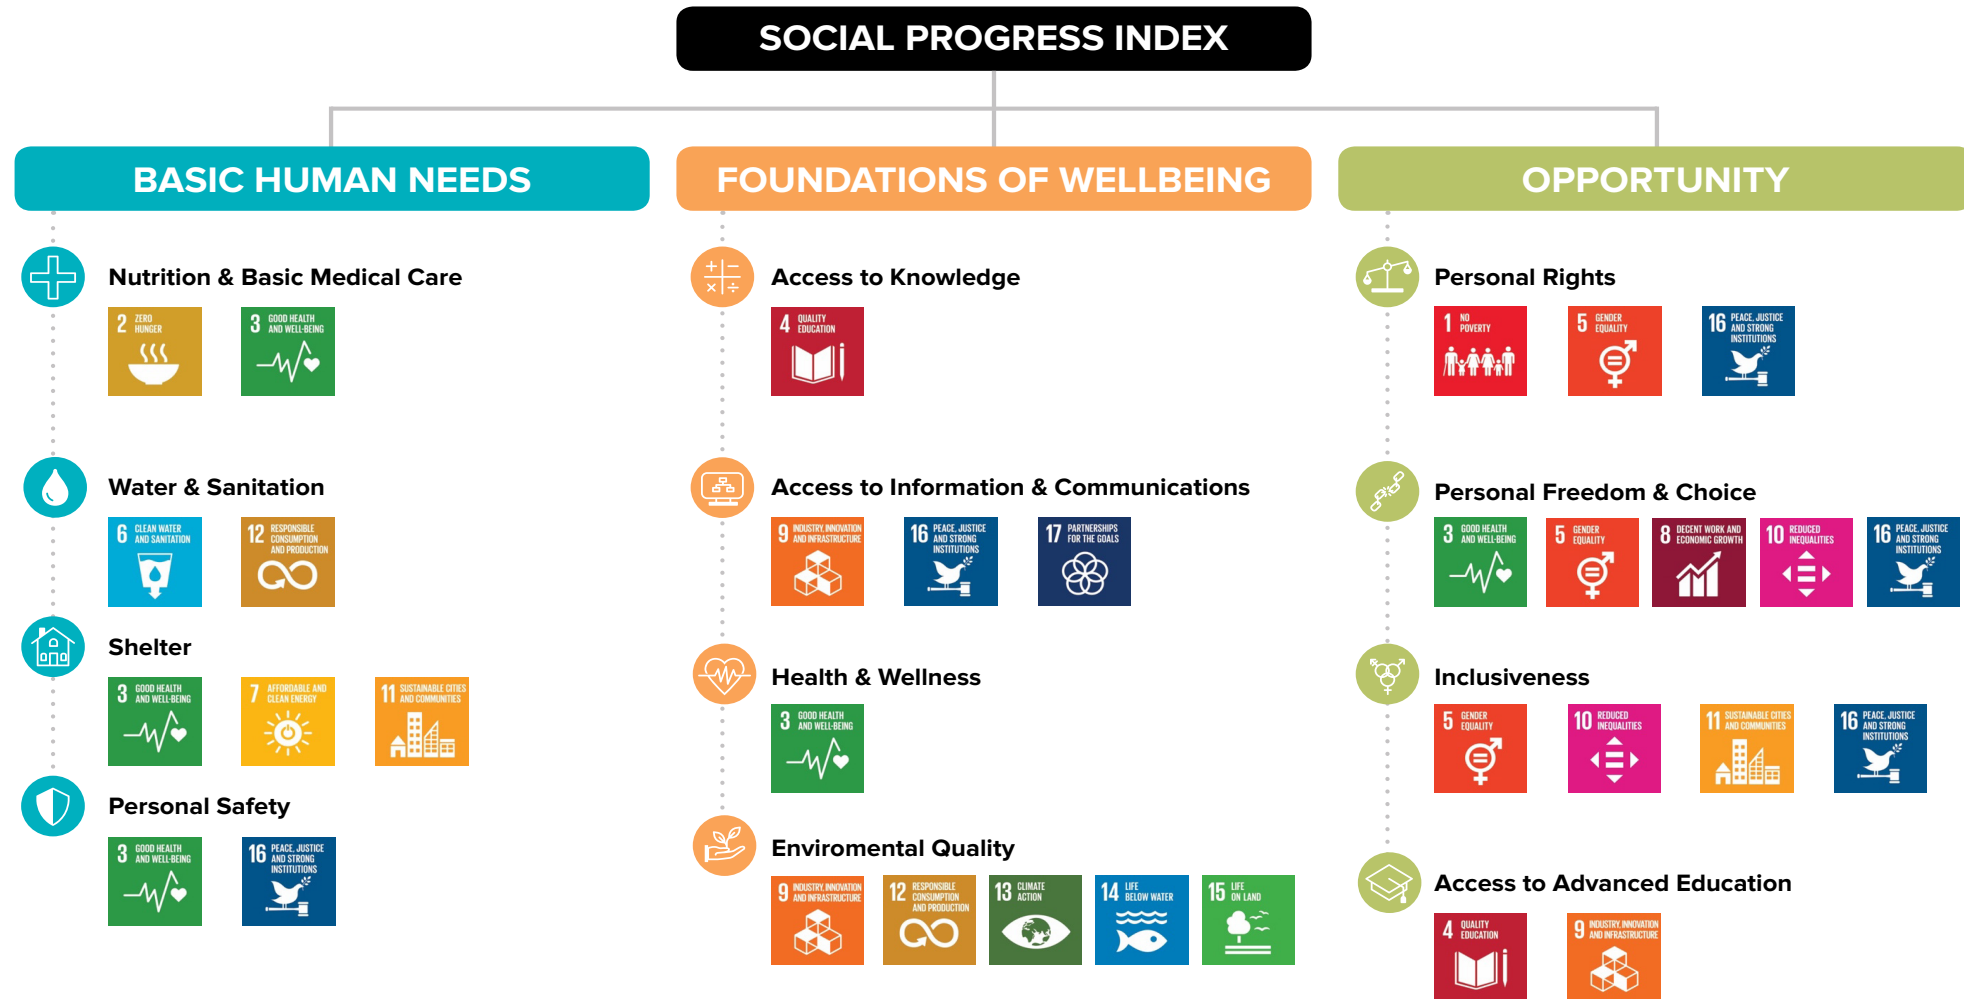 SOCIAL PROGRESS INDEX
BASIC HUMAN NEEDS
Nutrition & Basic Medical Care
2 ZERO
HUNGER
3 GOOD HEALTH
AND WELL-BEING
Water & Sanitation
6 CLEAN WATER
AND SANITATION
12 RESPONSIBLE
CONSUMPTION
AND PRODUCTION
Shelter
3 GOOD HEALTH
AND WELL-BEING
7 AFFORDABLE AND
CLEAN ENERGY
11 SUSTAINABLE CITIES
AND COMMUNITIES
Personal Safety
3 GOOD HEALTH
AND WELL-BEING
16 PEACE, JUSTICE
AND STRONG
INSTITUTIONS
FOUNDATIONS OF WELLBEING
Access to Knowledge
4 QUALITY
EDUCATION
Access to Information & Communications
9 INDUSTRY, INNOVATION
AND INFRASTRUCTURE
16 PEACE, JUSTICE
AND STRONG
INSTITUTIONS
17 PARTNERSHIPS
FOR THE GOALS
Health & Wellness
3 GOOD HEALTH
AND WELL-BEING
Enviromental Quality
9 INDUSTRY, INNOVATION
AND INFRASTRUCTURE
12 RESPONSIBLE
CONSUMPTION
AND PRODUCTION
13 CLIMATE
ACTION
14 LIFE
BELOW WATER
15 LIFE
ON LAND
OPPORTUNITY
Personal Rights
1 NO
POVERTY
5 GENDER
EQUALITY
16 PEACE, JUSTICE
AND STRONG
INSTITUTIONS
Personal Freedom & Choice
3 GOOD HEALTH
AND WELL-BEING
5 GENDER
EQUALITY
8 DECENT WORK AND
ECONOMIC GROWTH
10 REDUCED
INEQUALITIES
16 PEACE, JUSTICE
AND STRONG
INSTITUTIONS
Inclusiveness
5 GENDER
EQUALITY
10 REDUCED
INEQUALITIES
11 SUSTAINABLE CITIES
AND COMMUNITIES
16 PEACE, JUSTICE
AND STRONG
INSTITUTIONS
Access to Advanced Education
4 QUALITY
EDUCATION
9 INDUSTRY, INNOVATION
AND INFRASTRUCTURE